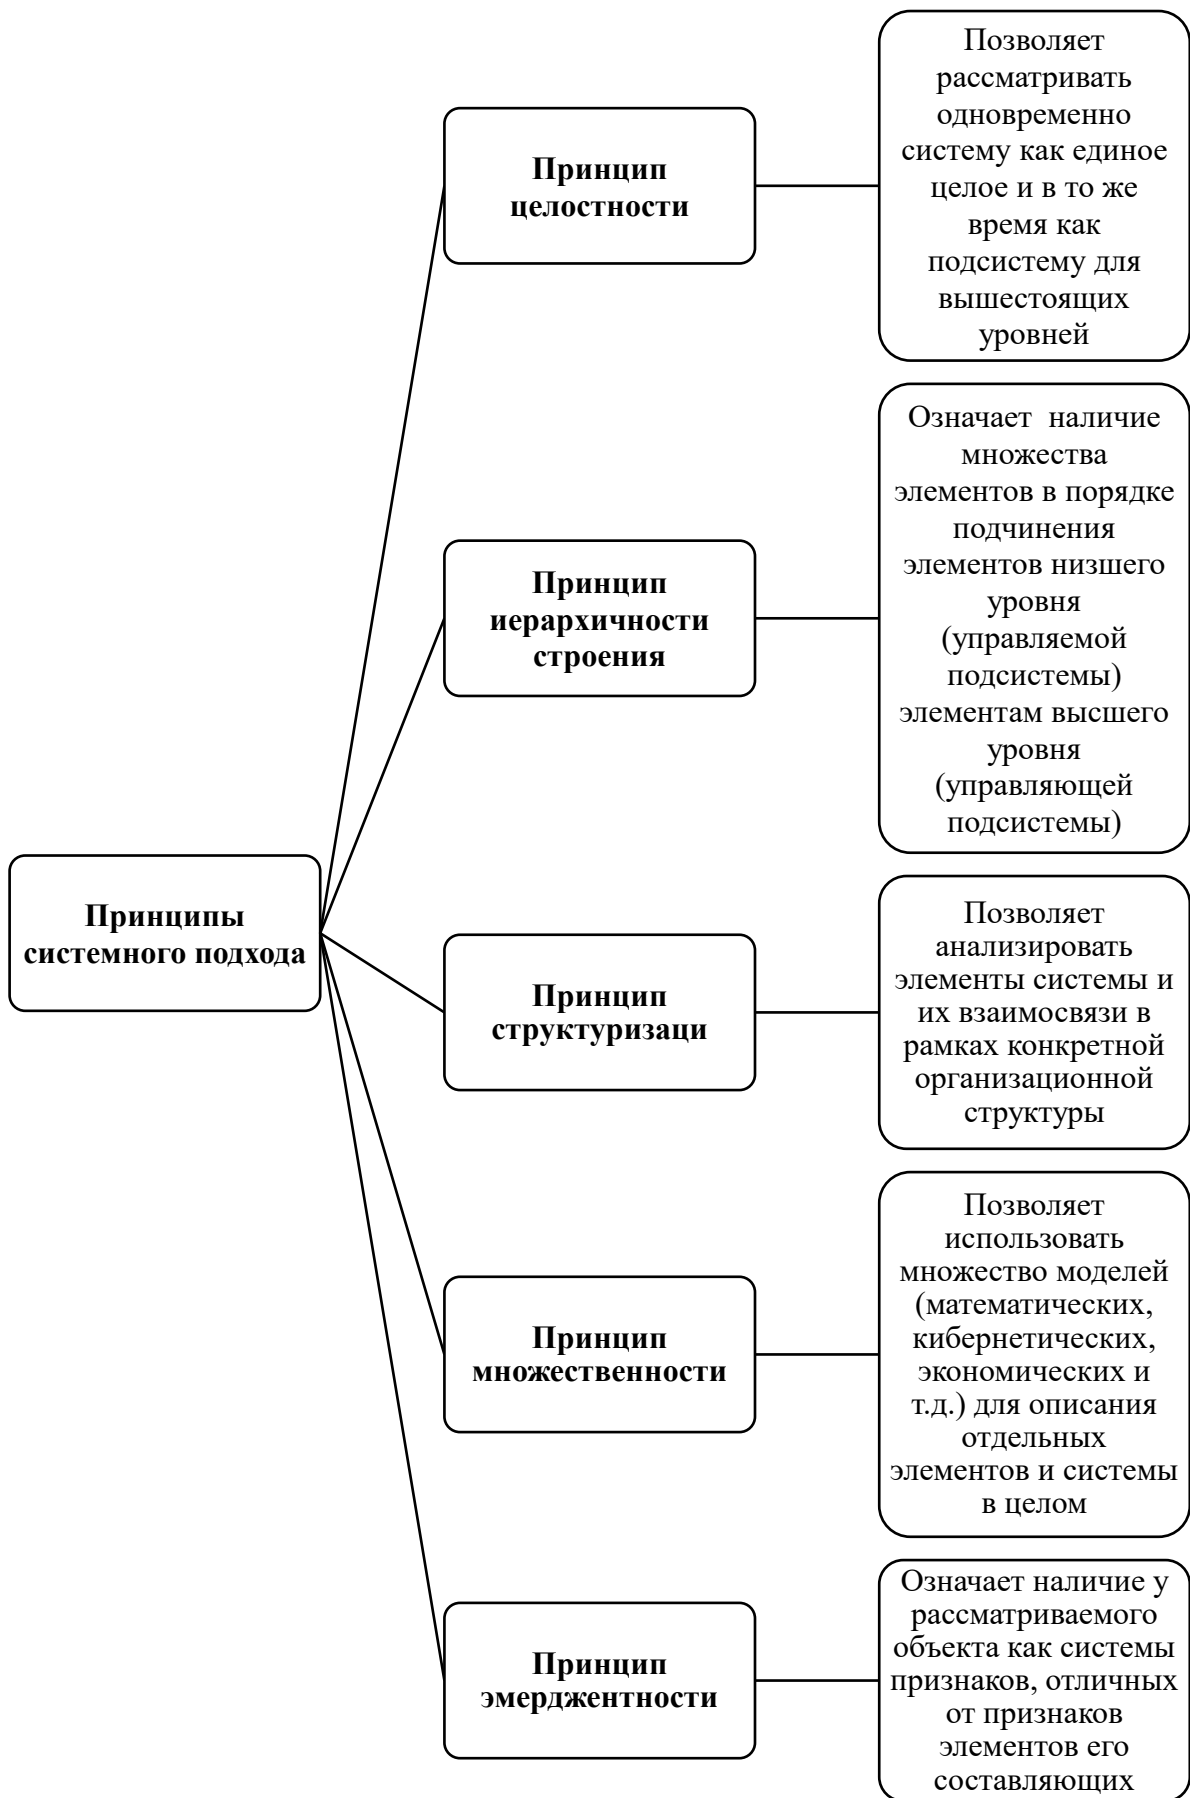 Принципы
системного подхода
Принцип
целостности
Позволяет
рассматривать
одновременно
систему как единое
целое и в то же
время как
подсистему для
вышестоящих
уровней
Принцип
иерархичности
строения
Означает  наличие
множества
элементов в порядке
подчинения
элементов низшего
уровня
(управляемой
подсистемы)
элементам высшего
уровня
(управляющей
подсистемы)
Принцип
структуризаци
Позволяет
анализировать
элементы системы и
их взаимосвязи в
рамках конкретной
организационной
структуры
Принцип
множественности
Позволяет
использовать
множество моделей
(математических,
кибернетических,
экономических и
т.д.) для описания
отдельных
элементов и системы
в целом
Принцип
эмерджентности
Означает наличие у
рассматриваемого
объекта как системы
признаков, отличных
от признаков
элементов его
составляющих